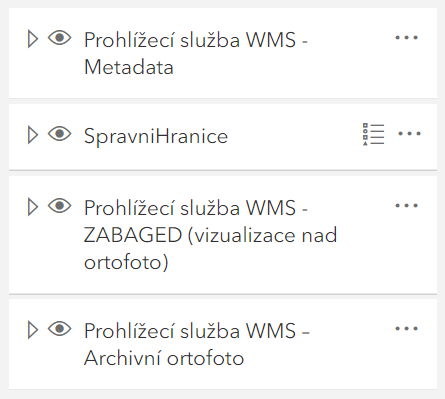 Prohlížecí služba WMS -
Metadata
SpravniHranice
Prohlížecí služba WMS -
ZABAGED (vizualizace nad
ortofoto)
Prohlížecí služba WMS –
Archivní ortofoto